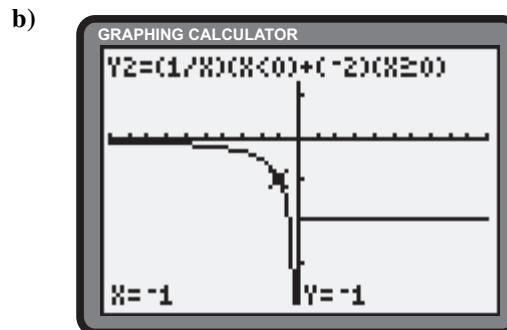 b)
GRAPHING CALCULATOR
Y2=(1/X)(X<0)+(⁻2)(X≥0)
X=⁻1 Y=⁻1